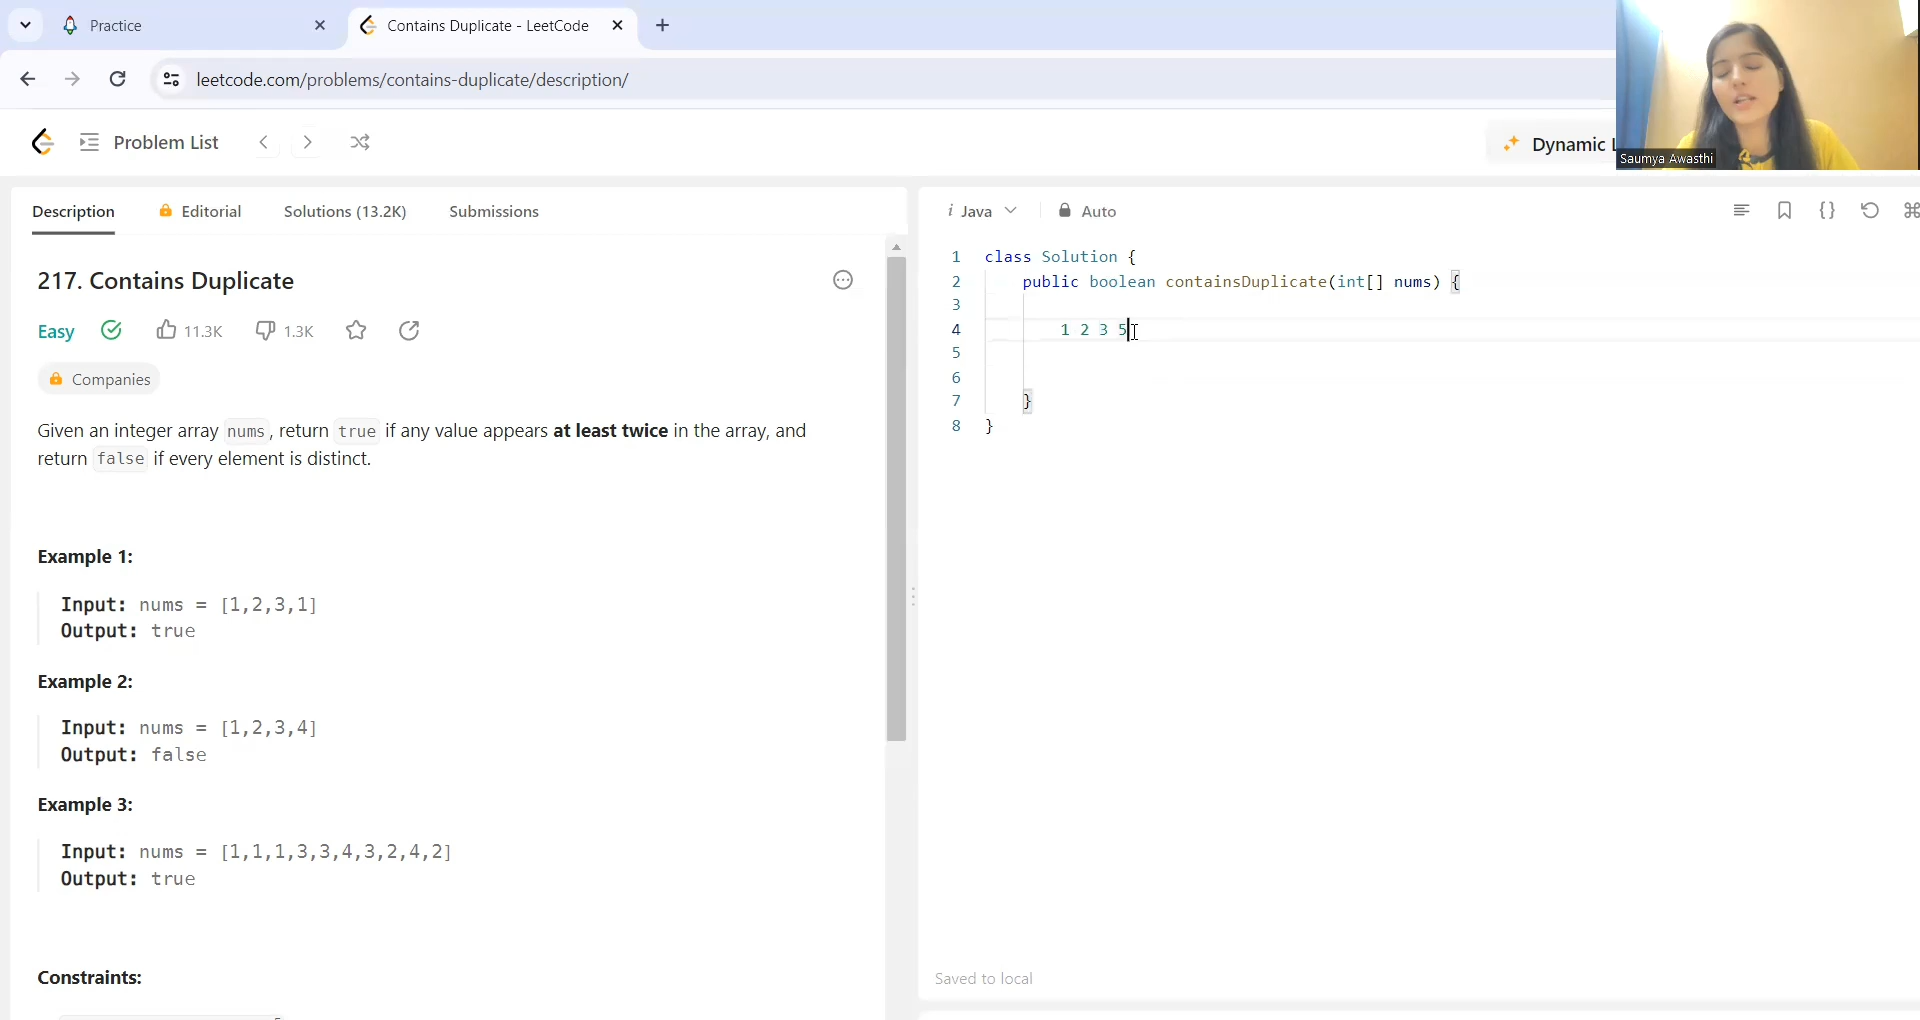 Practice
Contains Duplicate - LeetCode
leetcode.com/problems/contains-duplicate/description/
Problem List
Dynamic
Saumya Awasthi
Description
Editorial
Solutions (13.2K)
Submissions
217. Contains Duplicate
Easy
11.3K
1.3K
Companies
Given an integer array nums, return true if any value appears at least twice in the array, and
return false if every element is distinct.
Example 1:
Input: nums = [1,2,3,1]
Output: true
Example 2:
Input: nums = [1,2,3,4]
Output: false
Example 3:
Input: nums = [1,1,1,3,3,4,3,2,4,2]
Output: true
Constraints:
i Java
Auto
1 class Solution {
2 public boolean containsDuplicate(int[] nums) {
3
4 1 2 3 5
5
6
7 }
8 }
Saved to local